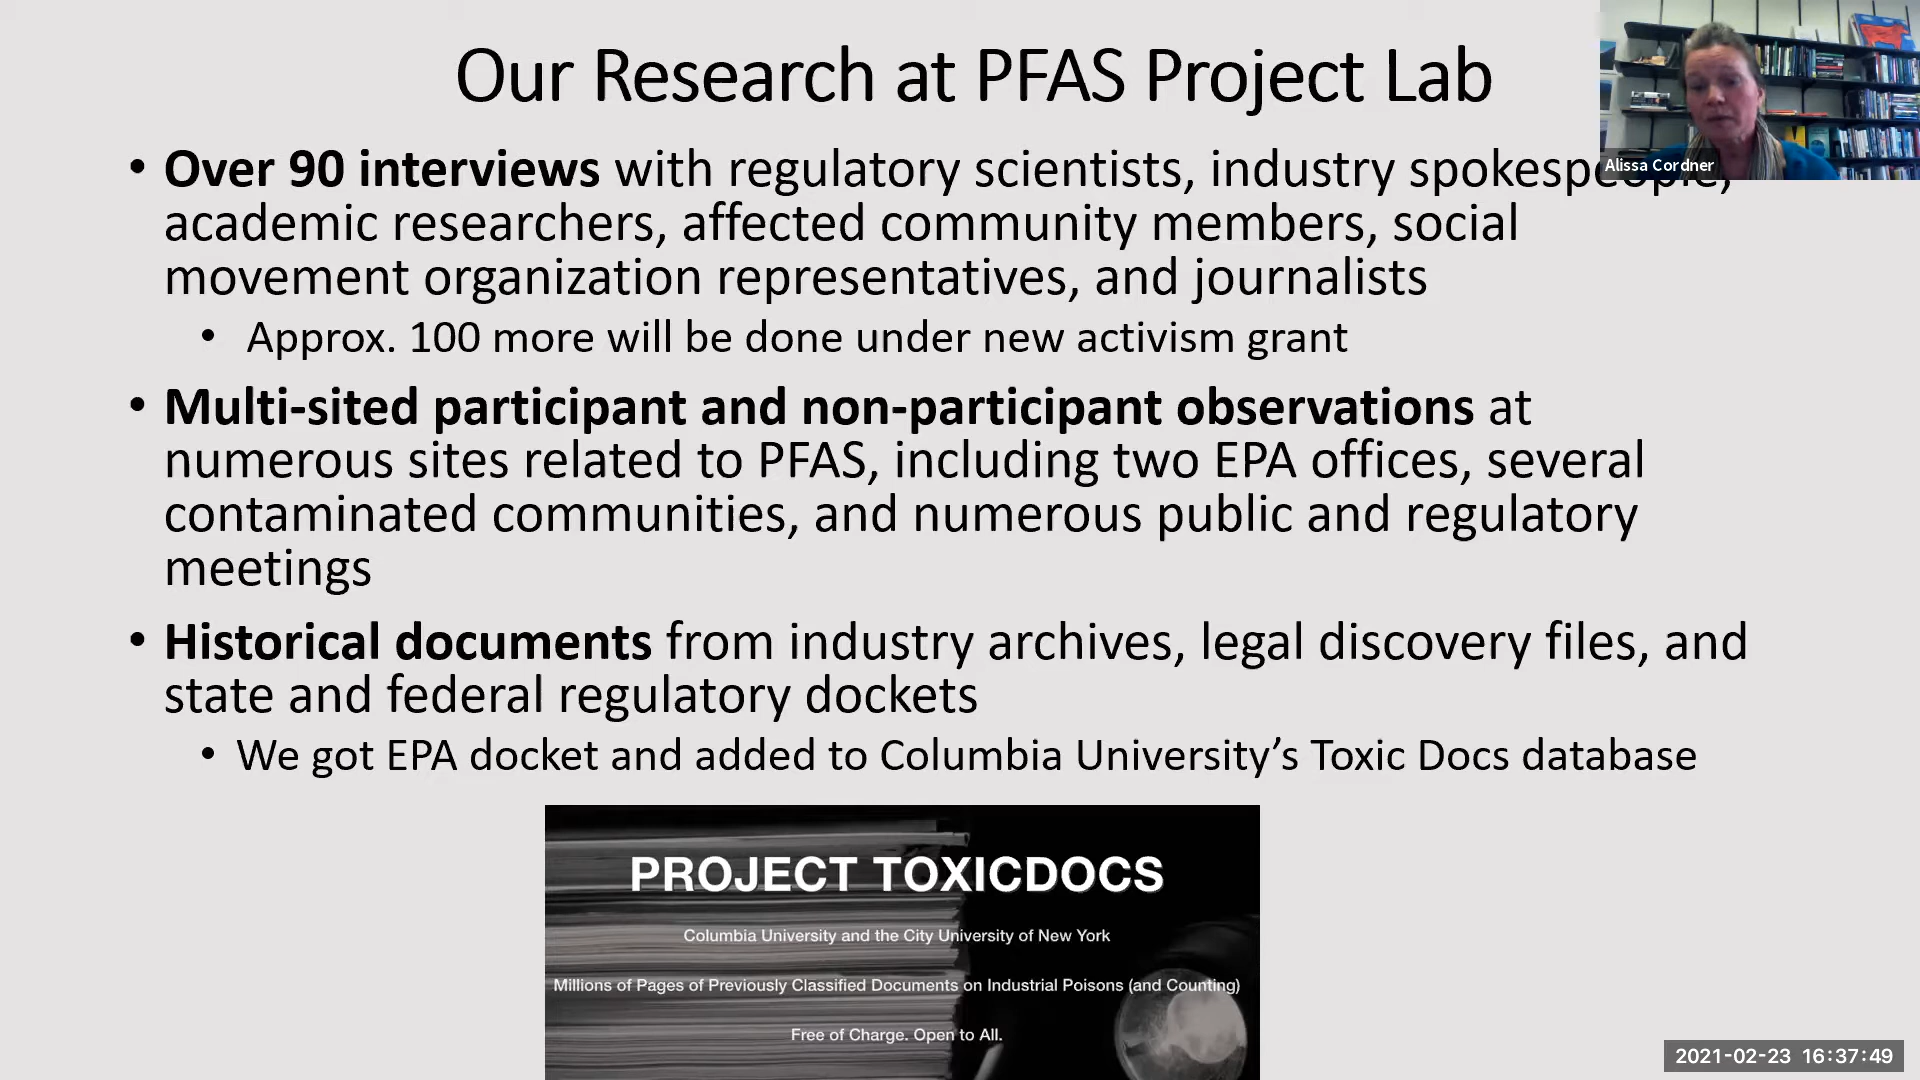 Our Research at PFAS Project Lab
Alissa Cordner
• Over 90 interviews with regulatory scientists, industry spokespeople,
academic researchers, affected community members, social
movement organization representatives, and journalists
• Approx. 100 more will be done under new activism grant
• Multi-sited participant and non-participant observations at
numerous sites related to PFAS, including two EPA offices, several
contaminated communities, and numerous public and regulatory
meetings
• Historical documents from industry archives, legal discovery files, and
state and federal regulatory dockets
• We got EPA docket and added to Columbia University’s Toxic Docs database
PROJECT TOXICDOCS
Columbia University and the City University of New York
Millions of Pages of Previously Classified Documents on Industrial Poisons (and Counting)
Free of Charge. Open to All.
2021-02-23 16:37:49